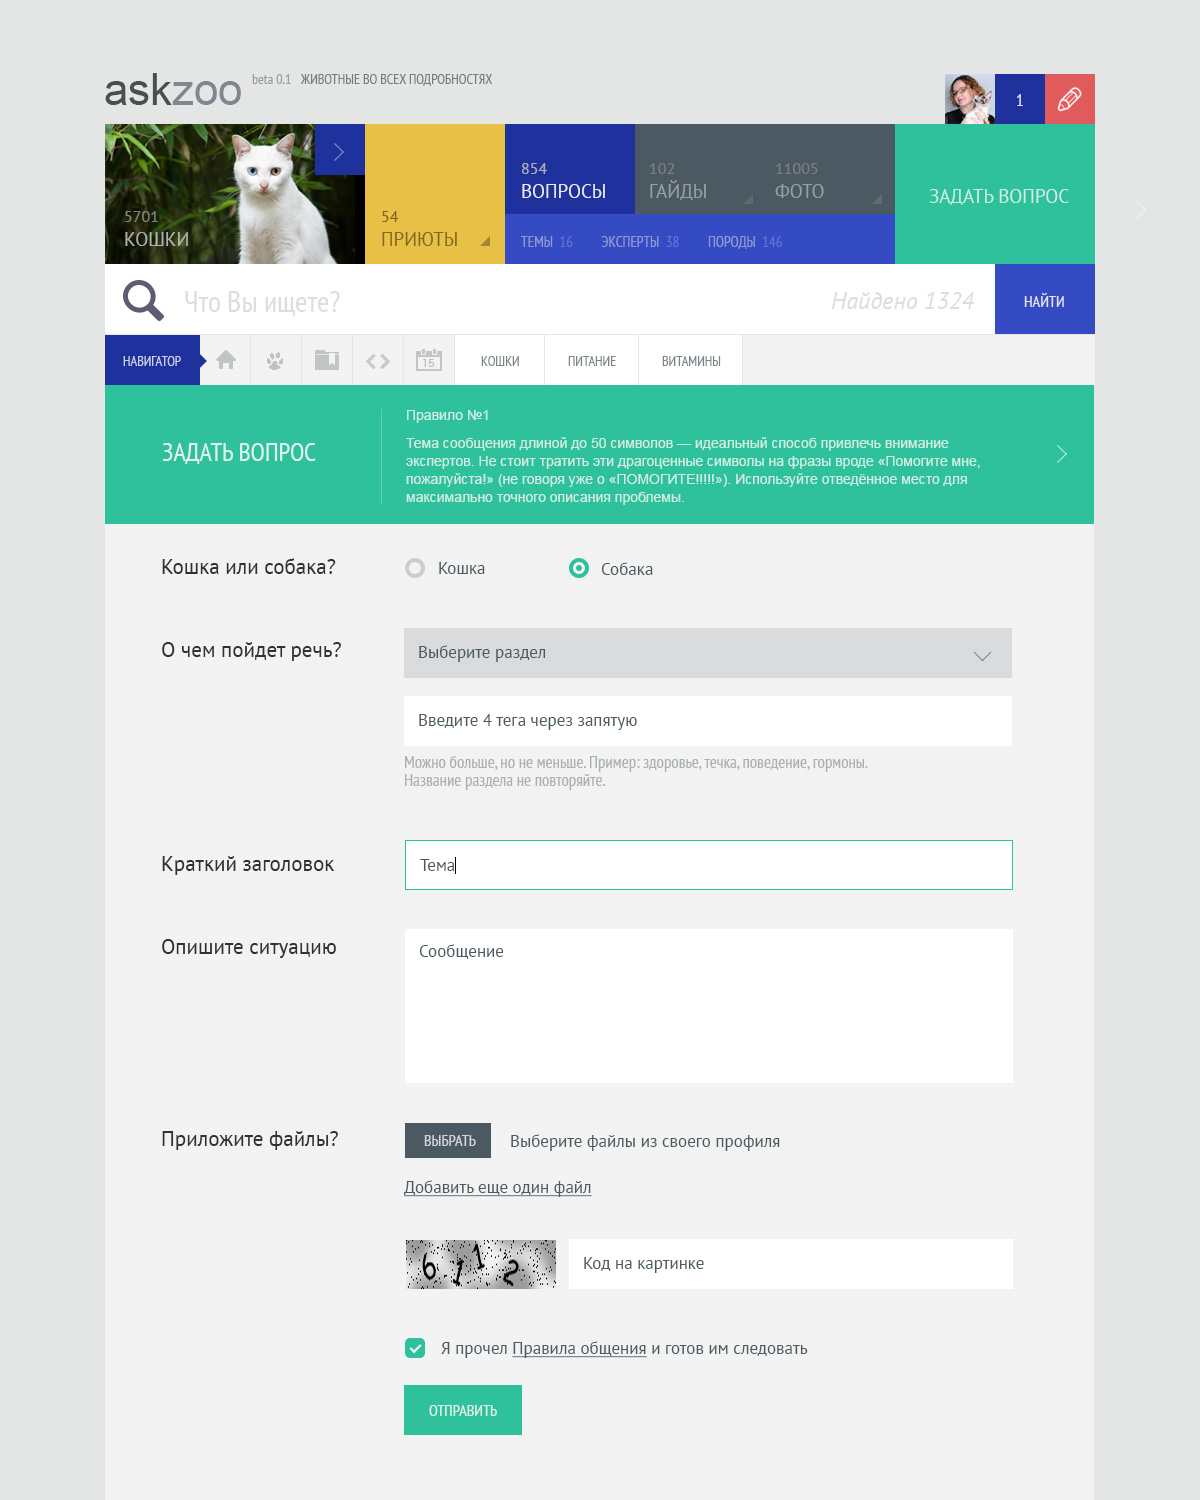 askzoo
beta 0.1 ЖИВОТНЫЕ ВО ВСЕХ ПОДРОБНОСТЯХ
1
5701
КОШКИ
54
ПРИЮТЫ
854
ВОПРОСЫ
102
ГАЙДЫ
11005
ФОТО
ТЕМЫ 16 ЭКСПЕРТЫ 38 ПОРОДЫ 146
ЗАДАТЬ ВОПРОС
Что Вы ищете?
Найдено 1324
НАЙТИ
НАВИГАТОР
15
КОШКИ
ПИТАНИЕ
ВИТАМИНЫ
ЗАДАТЬ ВОПРОС
Правило №1
Тема сообщения длиной до 50 символов — идеальный способ привлечь внимание
экспертов. Не стоит тратить эти драгоценные символы на фразы вроде «Помогите мне,
пожалуйста!» (не говоря уже о «ПОМОГИТЕ!!!!!»). Используйте отведённое место для
максимально точного описания проблемы.
Кошка или собака?
Кошка
Собака
О чем пойдет речь?
Выберите раздел
Введите 4 тега через запятую
Можно больше, но не меньше. Пример: здоровье, течка, поведение, гормоны.
Название раздела не повторяйте.
Краткий заголовок
Тема
Опишите ситуацию
Сообщение
Приложите файлы?
ВЫБРАТЬ
Выберите файлы из своего профиля
Добавить еще один файл
6112
Код на картинке
Я прочел Правила общения и готов им следовать
ОТПРАВИТЬ